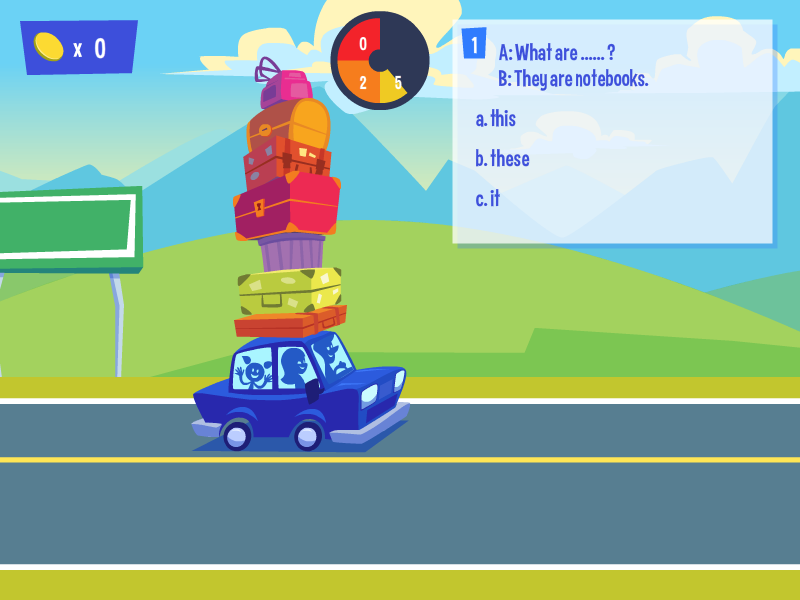 x 0
0
2 5
1
A: What are ...... ?
B: They are notebooks.
a. this
b. these
c. it